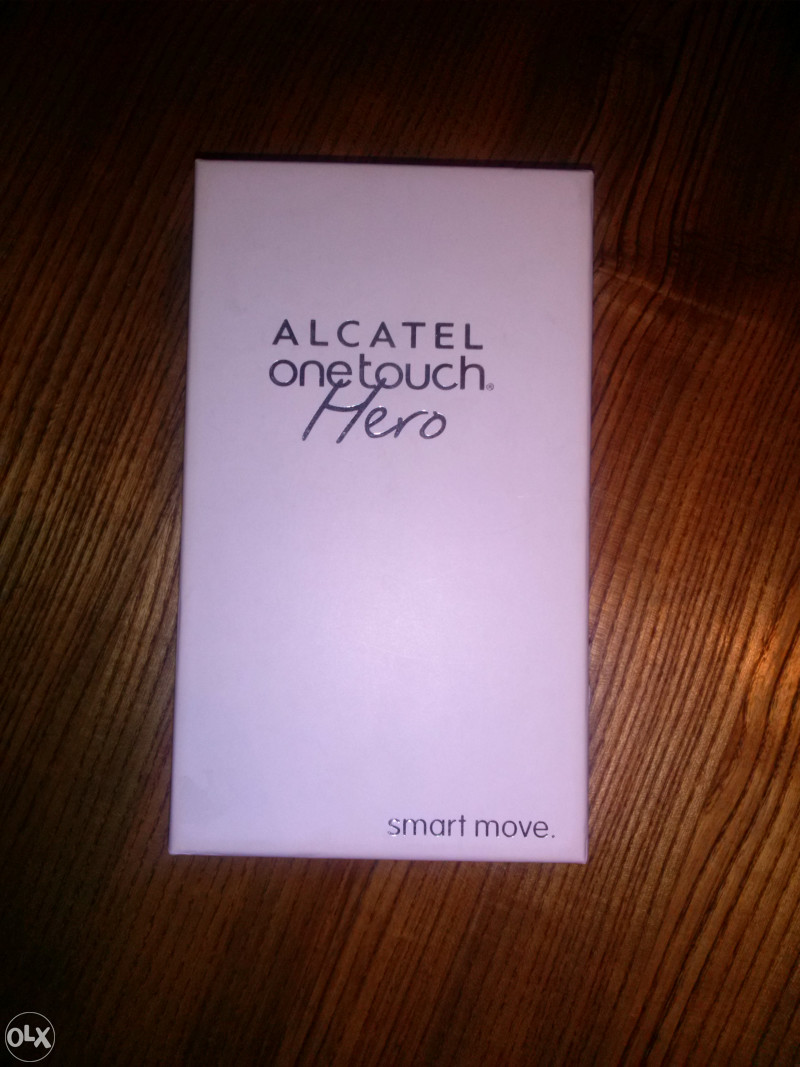 ALCATEL
onetouch®
Hero
smart move.
OLX